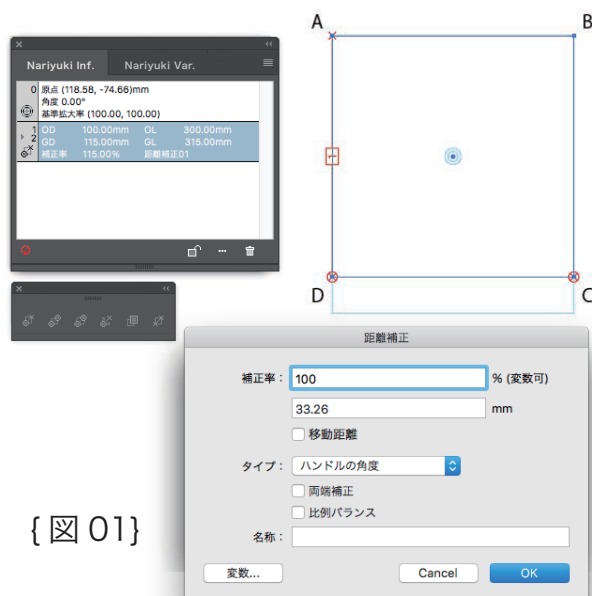 Nariyuki Inf.
Nariyuki Var.
0 原点 (118.58, -74.66)mm
角度 0.00°
基準拡大率 (100.00, 100.00)
1 OD 100.00mm OL 300.00mm
2 GD 115.00mm GL 315.00mm
補正率 115.00% 距離補正01
A
B
1
D
C
距離補正
補正率： 100 % (変数可)
33.26 mm
移動距離
タイプ： ハンドルの角度
両端補正
比例バランス
名称：
変数... Cancel OK
{図 01}